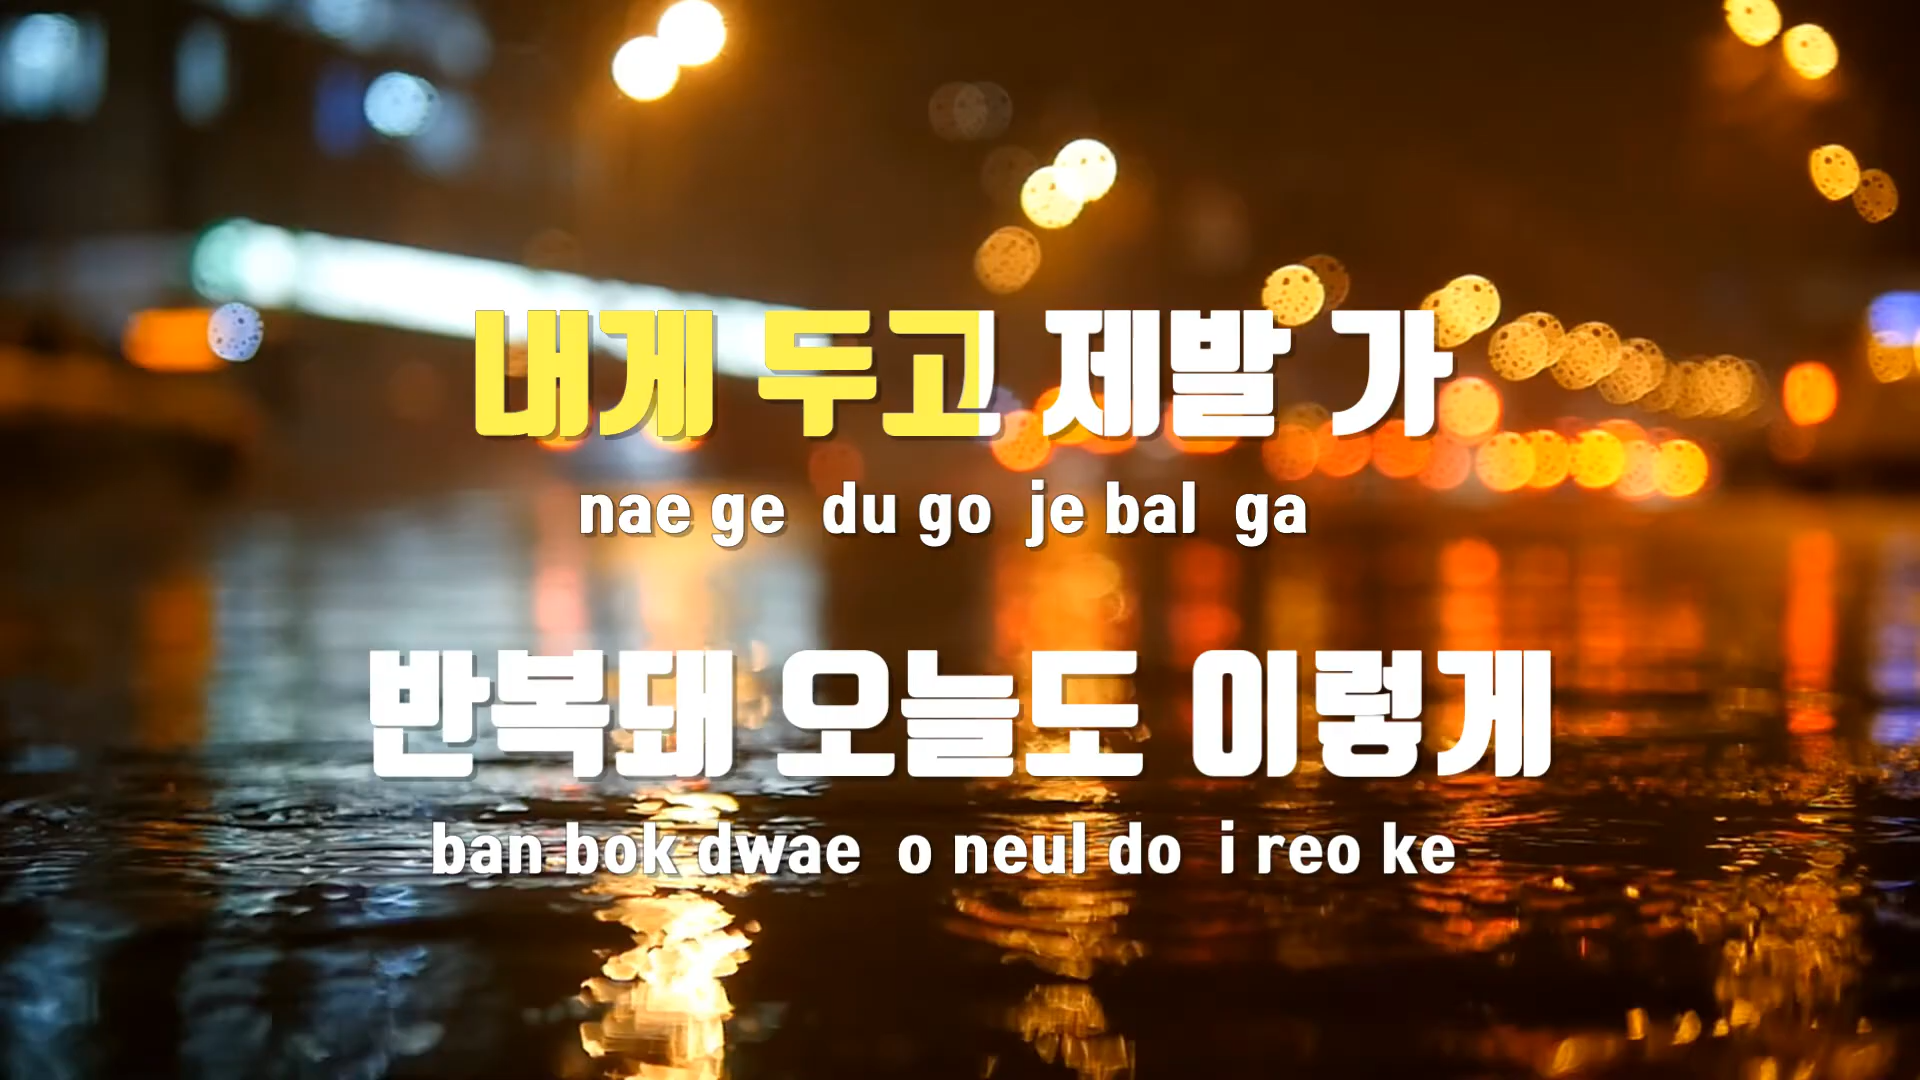 내게 두고 제발 가
nae ge du go je bal ga
반복돼 오늘도 이렇게
ban bok dwae o neul do i reo ke